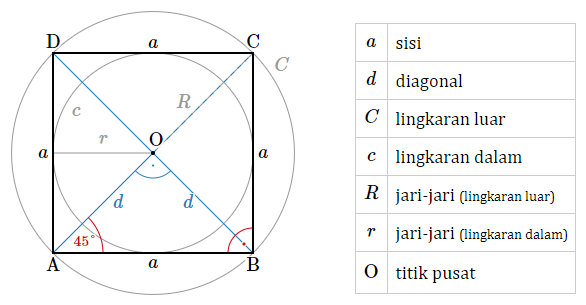 D a C
C
c R
r O
a a
d d
45°
A a B
a sisi
d diagonal
C lingkaran luar
c lingkaran dalam
R jari-jari (lingkaran luar)
r jari-jari (lingkaran dalam)
O titik pusat